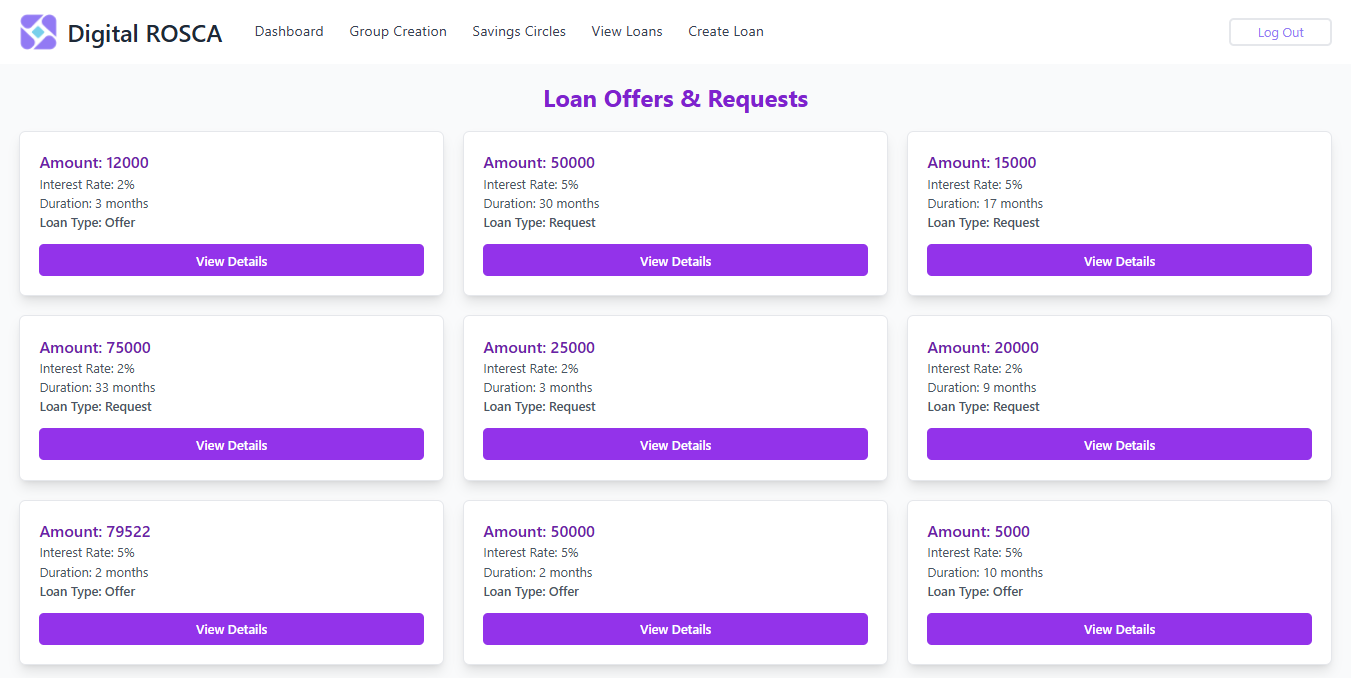 Digital ROSCA
Dashboard
Group Creation
Savings Circles
View Loans
Create Loan
Log Out
Loan Offers & Requests
Amount: 12000
Interest Rate: 2%
Duration: 3 months
Loan Type: Offer
View Details
Amount: 50000
Interest Rate: 5%
Duration: 30 months
Loan Type: Request
View Details
Amount: 15000
Interest Rate: 5%
Duration: 17 months
Loan Type: Request
View Details
Amount: 75000
Interest Rate: 2%
Duration: 33 months
Loan Type: Request
View Details
Amount: 25000
Interest Rate: 2%
Duration: 3 months
Loan Type: Request
View Details
Amount: 20000
Interest Rate: 2%
Duration: 9 months
Loan Type: Request
View Details
Amount: 79522
Interest Rate: 5%
Duration: 2 months
Loan Type: Offer
View Details
Amount: 50000
Interest Rate: 5%
Duration: 2 months
Loan Type: Offer
View Details
Amount: 5000
Interest Rate: 5%
Duration: 10 months
Loan Type: Offer
View Details